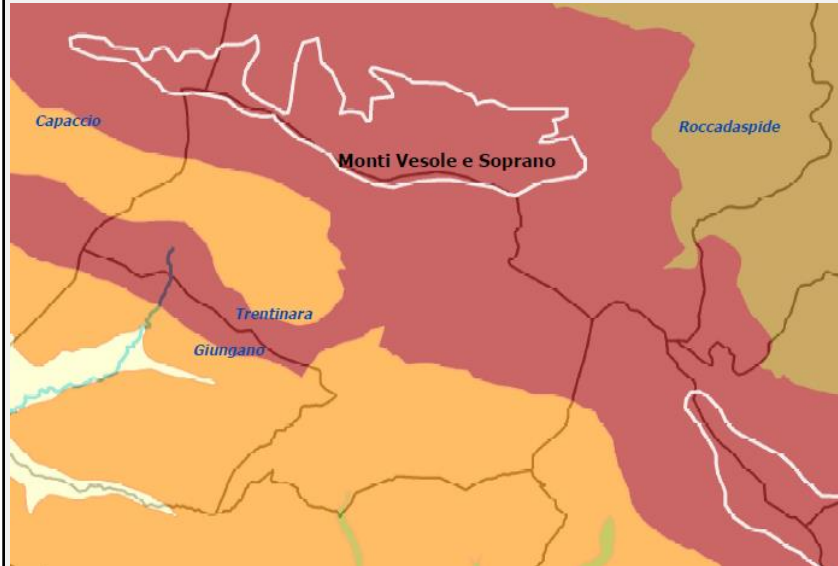 Capaccio
Roccadaspide
Monti Vesole e Soprano
Trentinara
Giungano